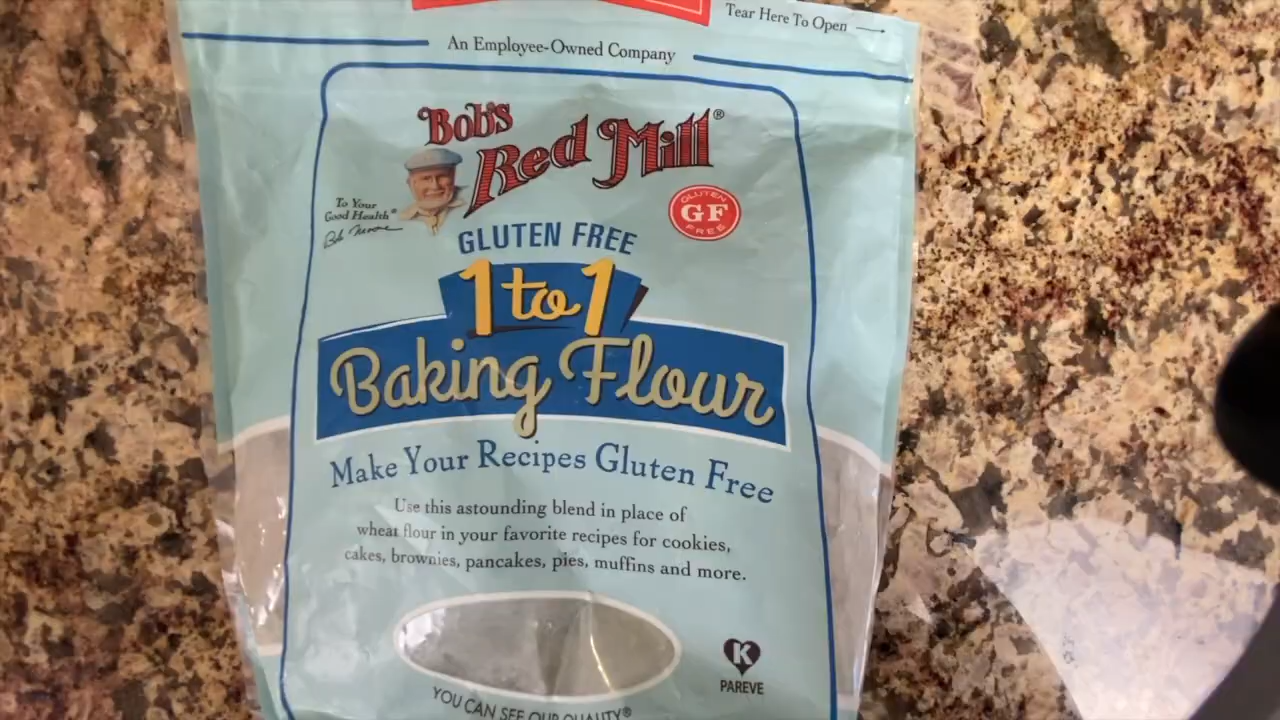 Tear Here To Open
An Employee-Owned Company
Bob's
Red Mill®
To Your
Good Health®
Bob Moore
GLUTEN
GF
FREE
GLUTEN FREE
1 to 1
Baking Flour
Make Your Recipes Gluten Free
Use this astounding blend in place of
wheat flour in your favorite recipes for cookies,
cakes, brownies, pancakes, pies, muffins and more.
K
PAREVE
YOU CAN SEE OUR QUALITY®